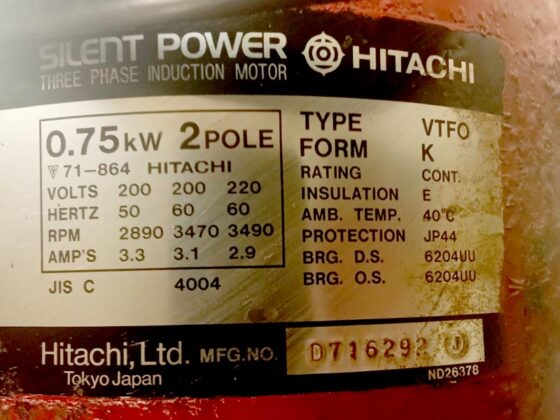 SILENT POWER HITACHI
THREE PHASE INDUCTION MOTOR
0.75kW 2POLE
71-864 HITACHI
VOLTS 200 200 220
HERTZ 50 60 60
RPM 2890 3470 3490
AMP'S 3.3 3.1 2.9
JIS C 4004
TYPE VTFO
FORM K
RATING CONT.
INSULATION E
AMB. TEMP. 40°C
PROTECTION JP44
BRG. D.S. 6204UU
BRG. O.S. 6204UU
Hitachi, Ltd. MFG.NO. D716292 J
Tokyo Japan
ND26378